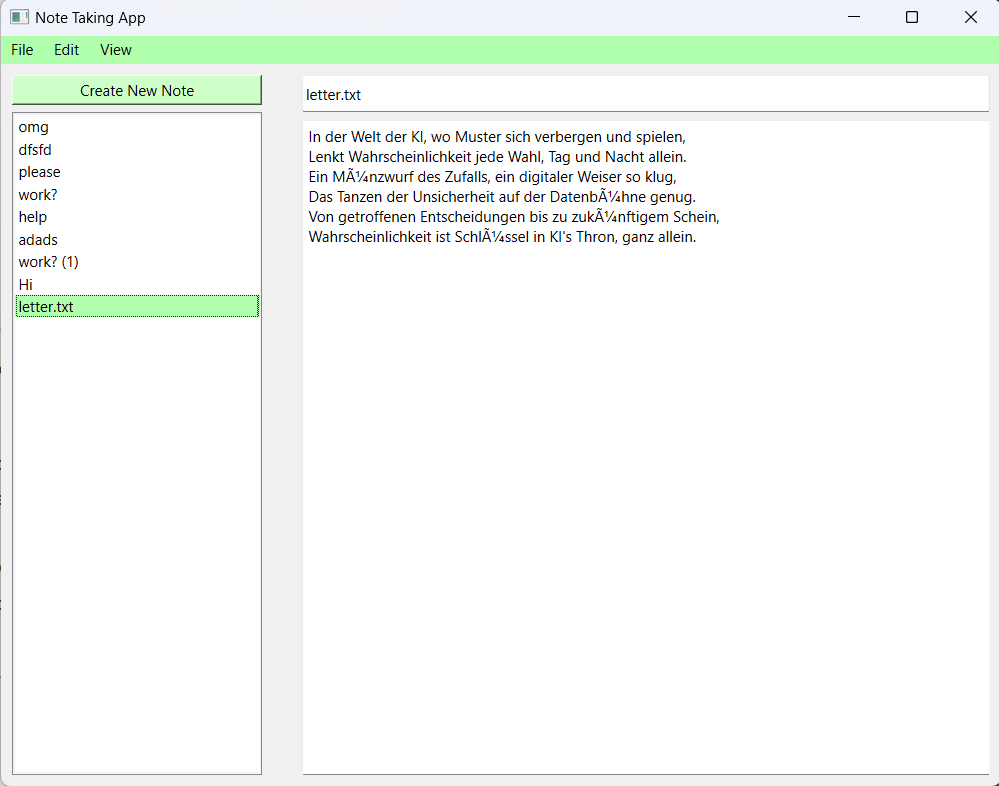 Note Taking App
File Edit View
Create New Note
omg
dfsfd
please
work?
help
adads
work? (1)
Hi
letter.txt
letter.txt
In der Welt der KI, wo Muster sich verbergen und spielen,
Lenkt Wahrscheinlichkeit jede Wahl, Tag und Nacht allein.
Ein MÃ¼nzwurf des Zufalls, ein digitaler Weiser so klug,
Das Tanzen der Unsicherheit auf der DatenbÃ¼hne genug.
Von getroffenen Entscheidungen bis zu zukÃ¼nftigem Schein,
Wahrscheinlichkeit ist SchlÃ¼ssel in KI's Thron, ganz allein.